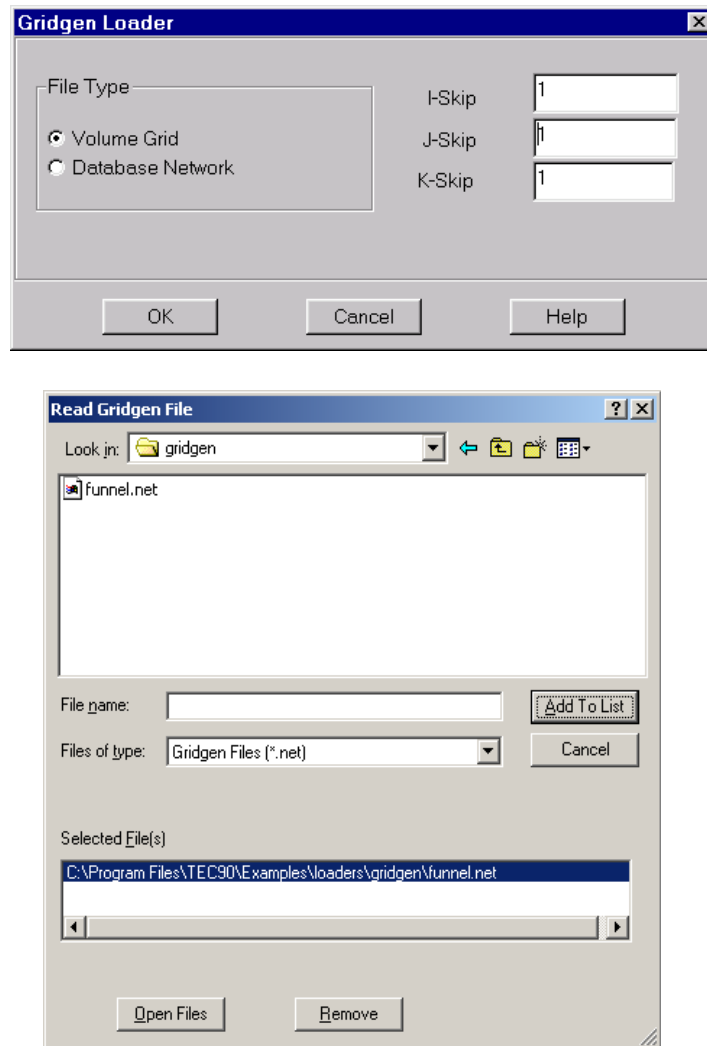 Gridgen Loader
File Type
Volume Grid
Database Network
I-Skip 1
J-Skip 1
K-Skip 1
OK Cancel Help
Read Gridgen File
Look in: gridgen
funnel.net
File name: Add To List
Files of type: Gridgen Files (*.net) Cancel
Selected File(s)
C:\Program Files\TEC90\Examples\loaders\gridgen\funnel.net
Open Files Remove